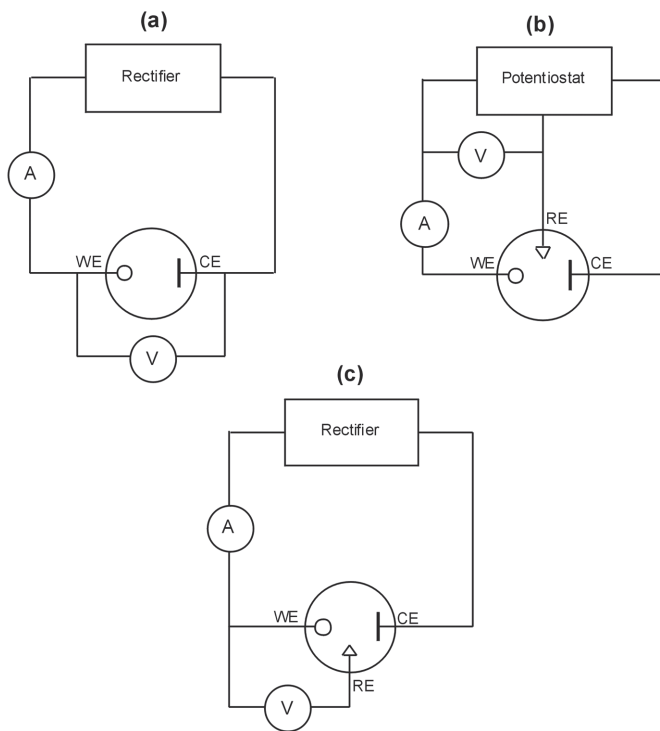 (a)
Rectifier
A
WE
CE
V
(b)
Potentiostat
V
A
RE
WE
CE
(c)
Rectifier
A
WE
CE
RE
V